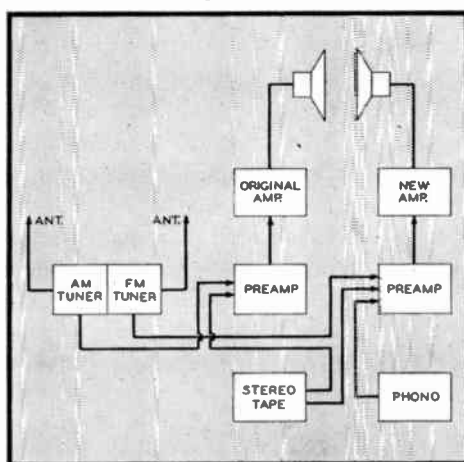 ORIGINAL
AMP.
NEW
AMP.
ANT.
ANT.
AM
TUNER
FM
TUNER
PREAMP
PREAMP
STEREO
TAPE
PHONO